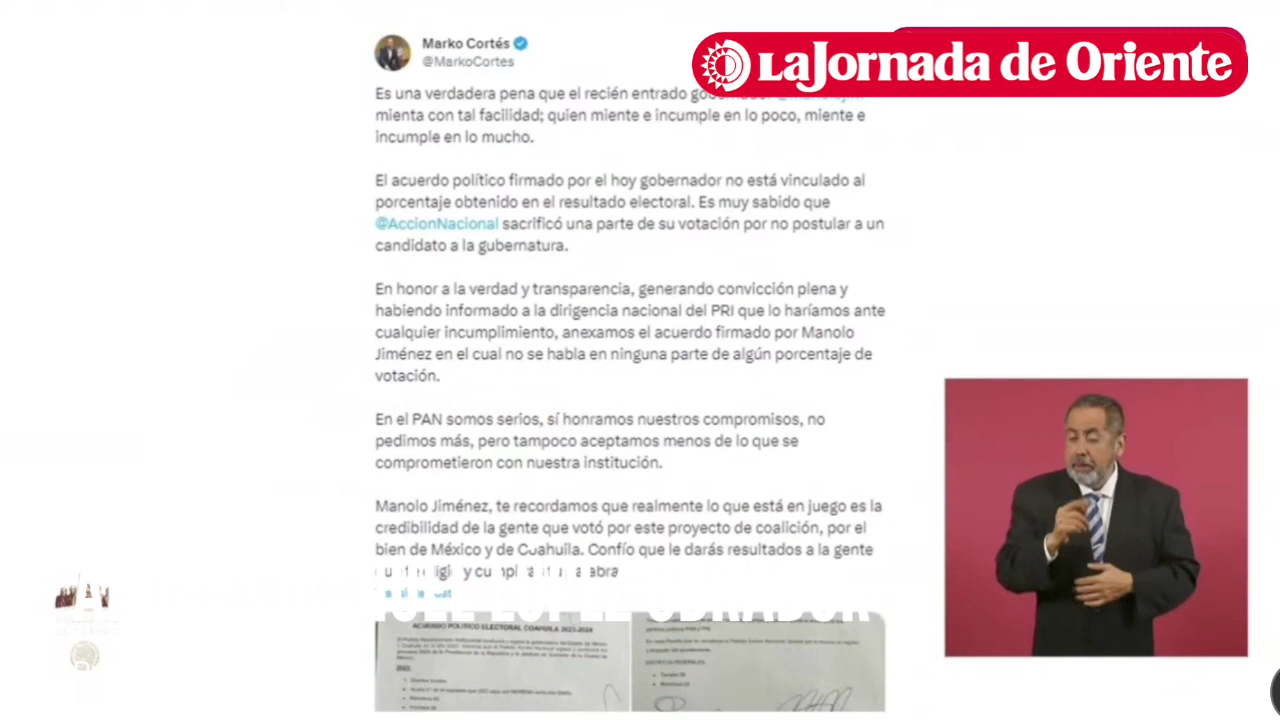 Marko Cortés
@MarkoCortes
LaJornada de Oriente
Es una verdadera pena que el recién entrado
mienta con tal facilidad; quien miente e incumple en lo poco, miente e
incumple en lo mucho.
El acuerdo político firmado por el hoy gobernador no está vinculado al
porcentaje obtenido en el resultado electoral. Es muy sabido que
@AccionNacional sacrificó una parte de su votación por no postular a un
candidato a la gubernatura.
En honor a la verdad y transparencia, generando convicción plena y
habiendo informado a la dirigencia nacional del PRI que lo haríamos ante
cualquier incumplimiento, anexamos el acuerdo firmado por Manolo
Jiménez en el cual no se habla en ninguna parte de algún porcentaje de
votación.
En el PAN somos serios, sí honramos nuestros compromisos, no
pedimos más, pero tampoco aceptamos menos de lo que se
comprometieron con nuestra institución.
Manolo Jiménez, te recordamos que realmente lo que está en juego es la
credibilidad de la gente que votó por este proyecto de coalición, por el
bien de México y de Coahuila. Confío que le darás resultados a la gente
ACUERDO POLÍTICO ELECTORAL COAHUILA 2023-2024
2023.
DISTRITOS FEDERALES